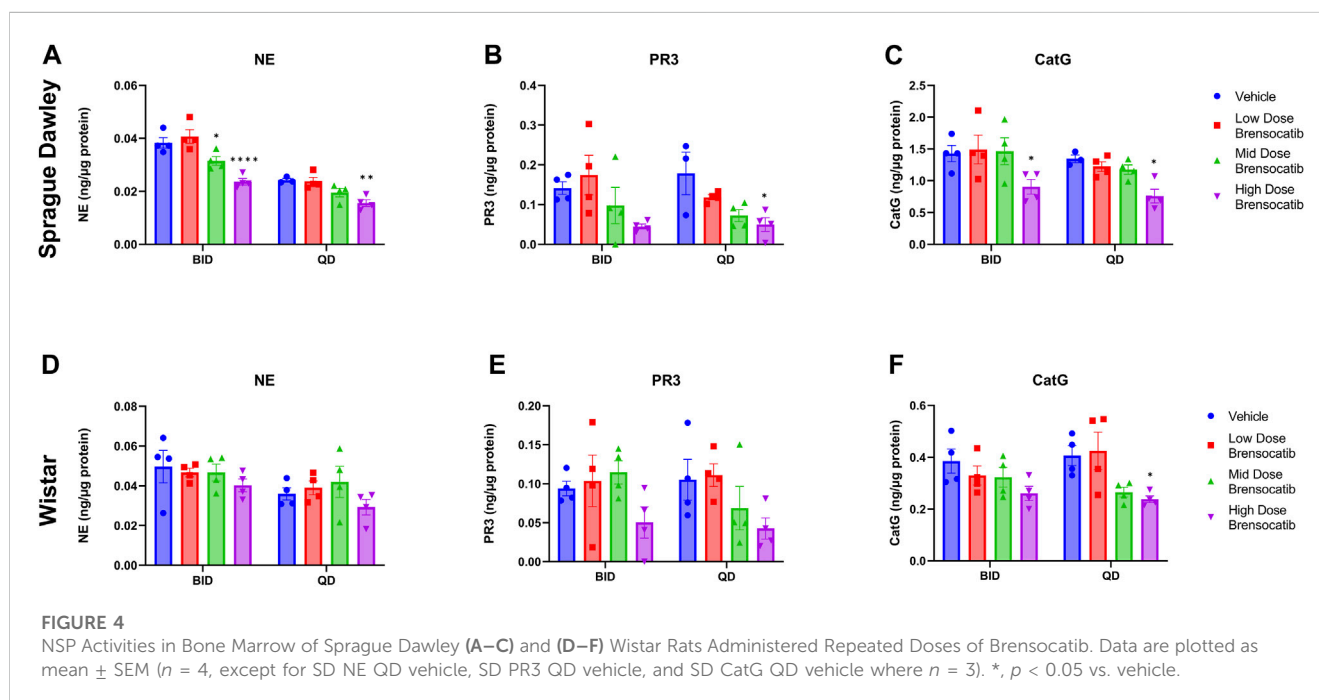 A
NE
B
PR3
C
CatG
Sprague Dawley
NE (ng/µg protein)
0.06
0.04
0.02
0.00
*
****
**
BID
QD
PR3 (ng/µg protein)
0.4
0.3
0.2
0.1
0.0
*
BID
QD
CatG (ng/µg protein)
2.5
2.0
1.5
1.0
0.5
0.0
*
*
BID
QD
Vehicle
Low Dose
Brensocatib
Mid Dose
Brensocatib
High Dose
Brensocatib
D
NE
E
PR3
F
CatG
Wistar
NE (ng/µg protein)
0.08
0.06
0.04
0.02
0.00
BID
QD
PR3 (ng/µg protein)
0.20
0.15
0.10
0.05
0.00
BID
QD
CatG (ng/µg protein)
0.6
0.4
0.2
0.0
*
BID
QD
Vehicle
Low Dose
Brensocatib
Mid Dose
Brensocatib
High Dose
Brensocatib
FIGURE 4
NSP Activities in Bone Marrow of Sprague Dawley (A–C) and (D–F) Wistar Rats Administered Repeated Doses of Brensocatib. Data are plotted as
mean ± SEM (n = 4, except for SD NE QD vehicle, SD PR3 QD vehicle, and SD CatG QD vehicle where n = 3). *, p < 0.05 vs. vehicle.